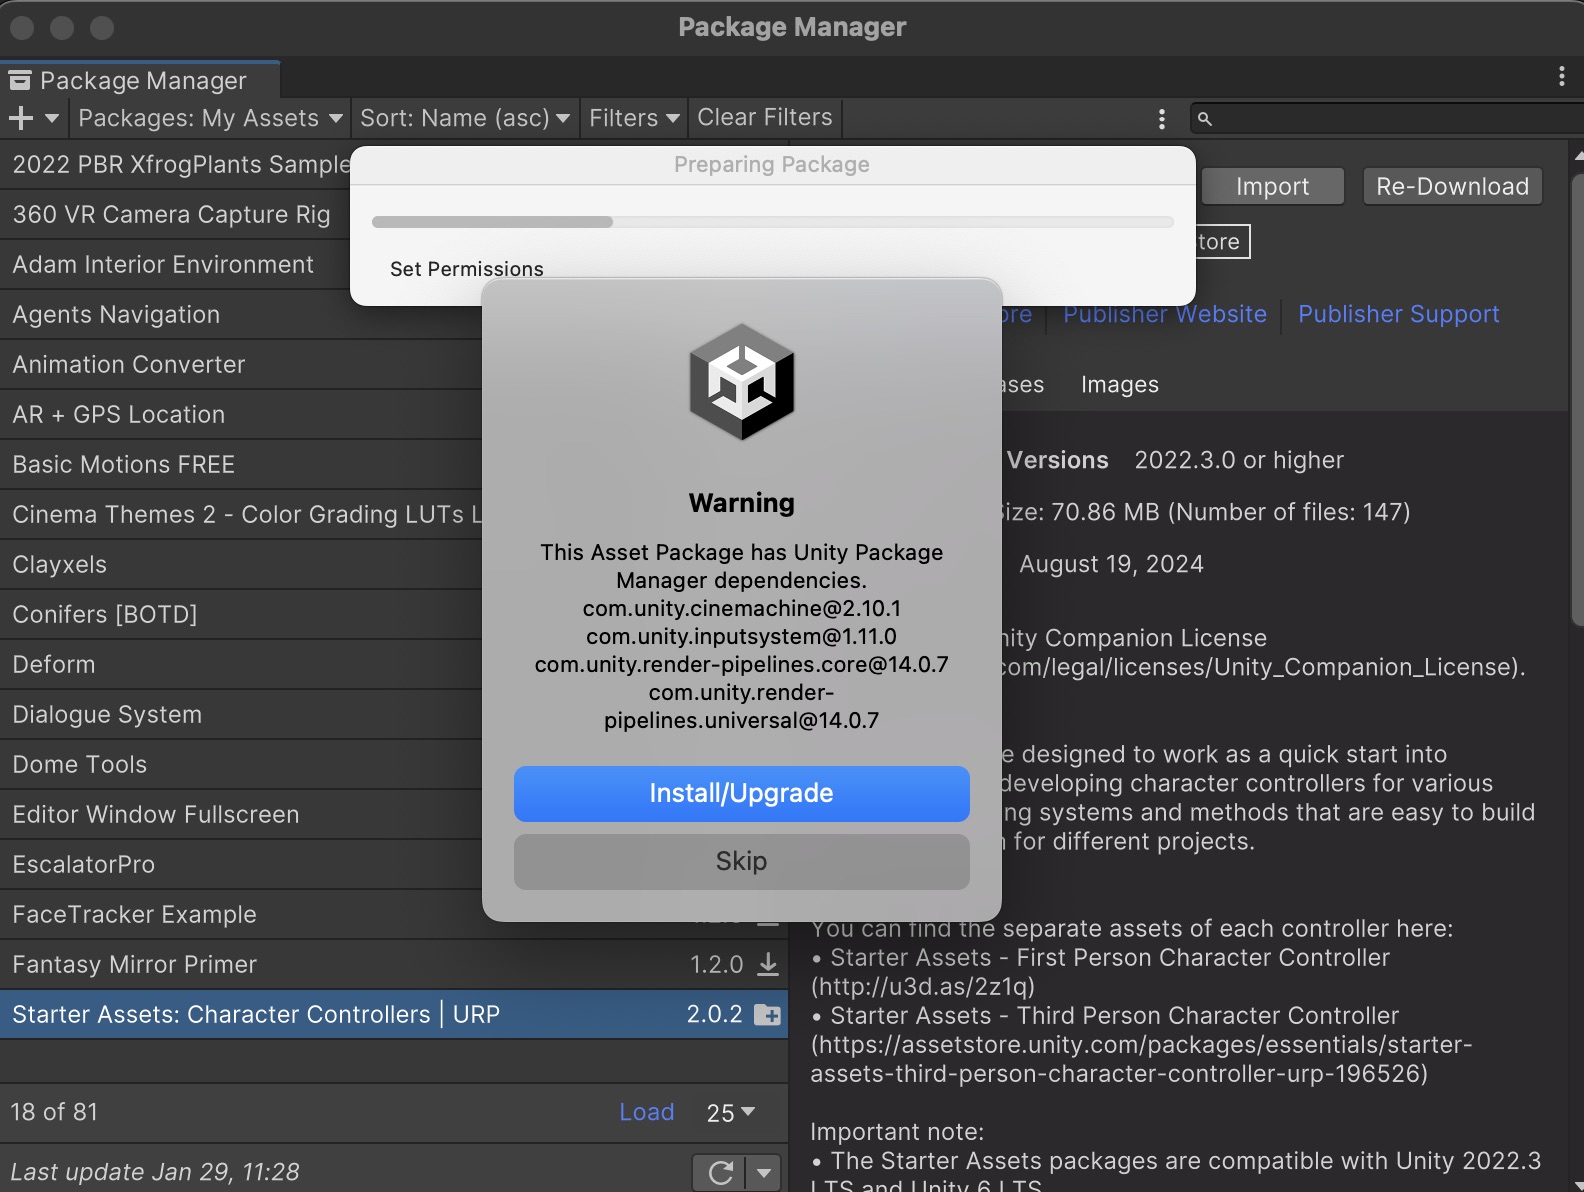 Package Manager
Package Manager
Packages: My Assets
Sort: Name (asc)
Filters
Clear Filters
2022 PBR XfrogPlants Sample
360 VR Camera Capture Rig
Adam Interior Environment
Agents Navigation
Animation Converter
AR + GPS Location
Basic Motions FREE
Cinema Themes 2 - Color Grading LUTs L
Clayxels
Conifers [BOTD]
Deform
Dialogue System
Dome Tools
Editor Window Fullscreen
EscalatorPro
FaceTracker Example
Fantasy Mirror Primer 1.2.0
Starter Assets: Character Controllers | URP 2.0.2
18 of 81
Load
25
Last update Jan 29, 11:28
Preparing Package
Set Permissions
Warning
This Asset Package has Unity Package
Manager dependencies.
com.unity.cinemachine@2.10.1
com.unity.inputsystem@1.11.0
com.unity.render-pipelines.core@14.0.7
com.unity.render-
pipelines.universal@14.0.7
Install/Upgrade
Skip
Import
Re-Download
tore
ore
Publisher Website
Publisher Support
ases
Images
Versions 2022.3.0 or higher
ize: 70.86 MB (Number of files: 147)
August 19, 2024
nity Companion License
com/legal/licenses/Unity_Companion_License).
e designed to work as a quick start into
developing character controllers for various
ng systems and methods that are easy to build
for different projects.
You can find the separate assets of each controller here:
• Starter Assets - First Person Character Controller
(http://u3d.as/2z1q)
• Starter Assets - Third Person Character Controller
(https://assetstore.unity.com/packages/essentials/starter-
assets-third-person-character-controller-urp-196526)
Important note:
• The Starter Assets packages are compatible with Unity 2022.3
LTS and Unity 6 LTS